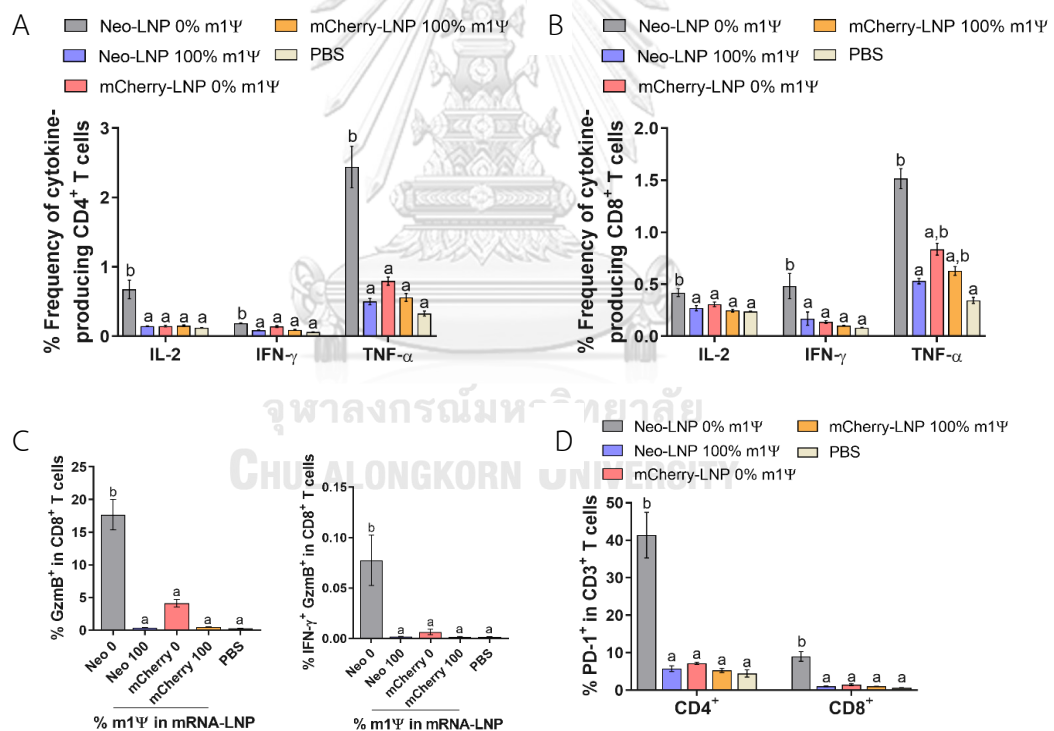 A
Neo-LNP 0% m1Ψ
mCherry-LNP 100% m1Ψ
Neo-LNP 100% m1Ψ
PBS
mCherry-LNP 0% m1Ψ
% Frequency of cytokine-
producing CD4+ T cells
3
2
1
0
b
a a a a
b
a a a a
b
a
a
a
a
IL-2
IFN-γ
TNF-α
B
Neo-LNP 0% m1Ψ
mCherry-LNP 100% m1Ψ
Neo-LNP 100% m1Ψ
PBS
mCherry-LNP 0% m1Ψ
% Frequency of cytokine-
producing CD8+ T cells
2.0
1.5
1.0
0.5
0.0
b
a a a a
b
a a a a
b
a
a,b
a,b
a
IL-2
IFN-γ
TNF-α
จุฬาลงกรณ์มหาวิทยาลัย
CHULALONGKORN UNIVERSITY
C
% GzmB+ in CD8+ T cells
25
20
15
10
5
0
b
a
a
a
a
Neo 0
Neo 100
mCherry 0
mCherry 100
PBS
% m1Ψ in mRNA-LNP
% IFN-γ+ GzmB+ in CD8+ T cells
0.15
0.10
0.05
0.00
b
a
a
a
a
Neo 0
Neo 100
mCherry 0
mCherry 100
PBS
% m1Ψ in mRNA-LNP
D
Neo-LNP 0% m1Ψ
mCherry-LNP 100% m1Ψ
Neo-LNP 100% m1Ψ
PBS
mCherry-LNP 0% m1Ψ
% PD-1+ in CD3+ T cells
50
40
30
20
10
0
b
a a a a
b
a a a a
CD4+
CD8+